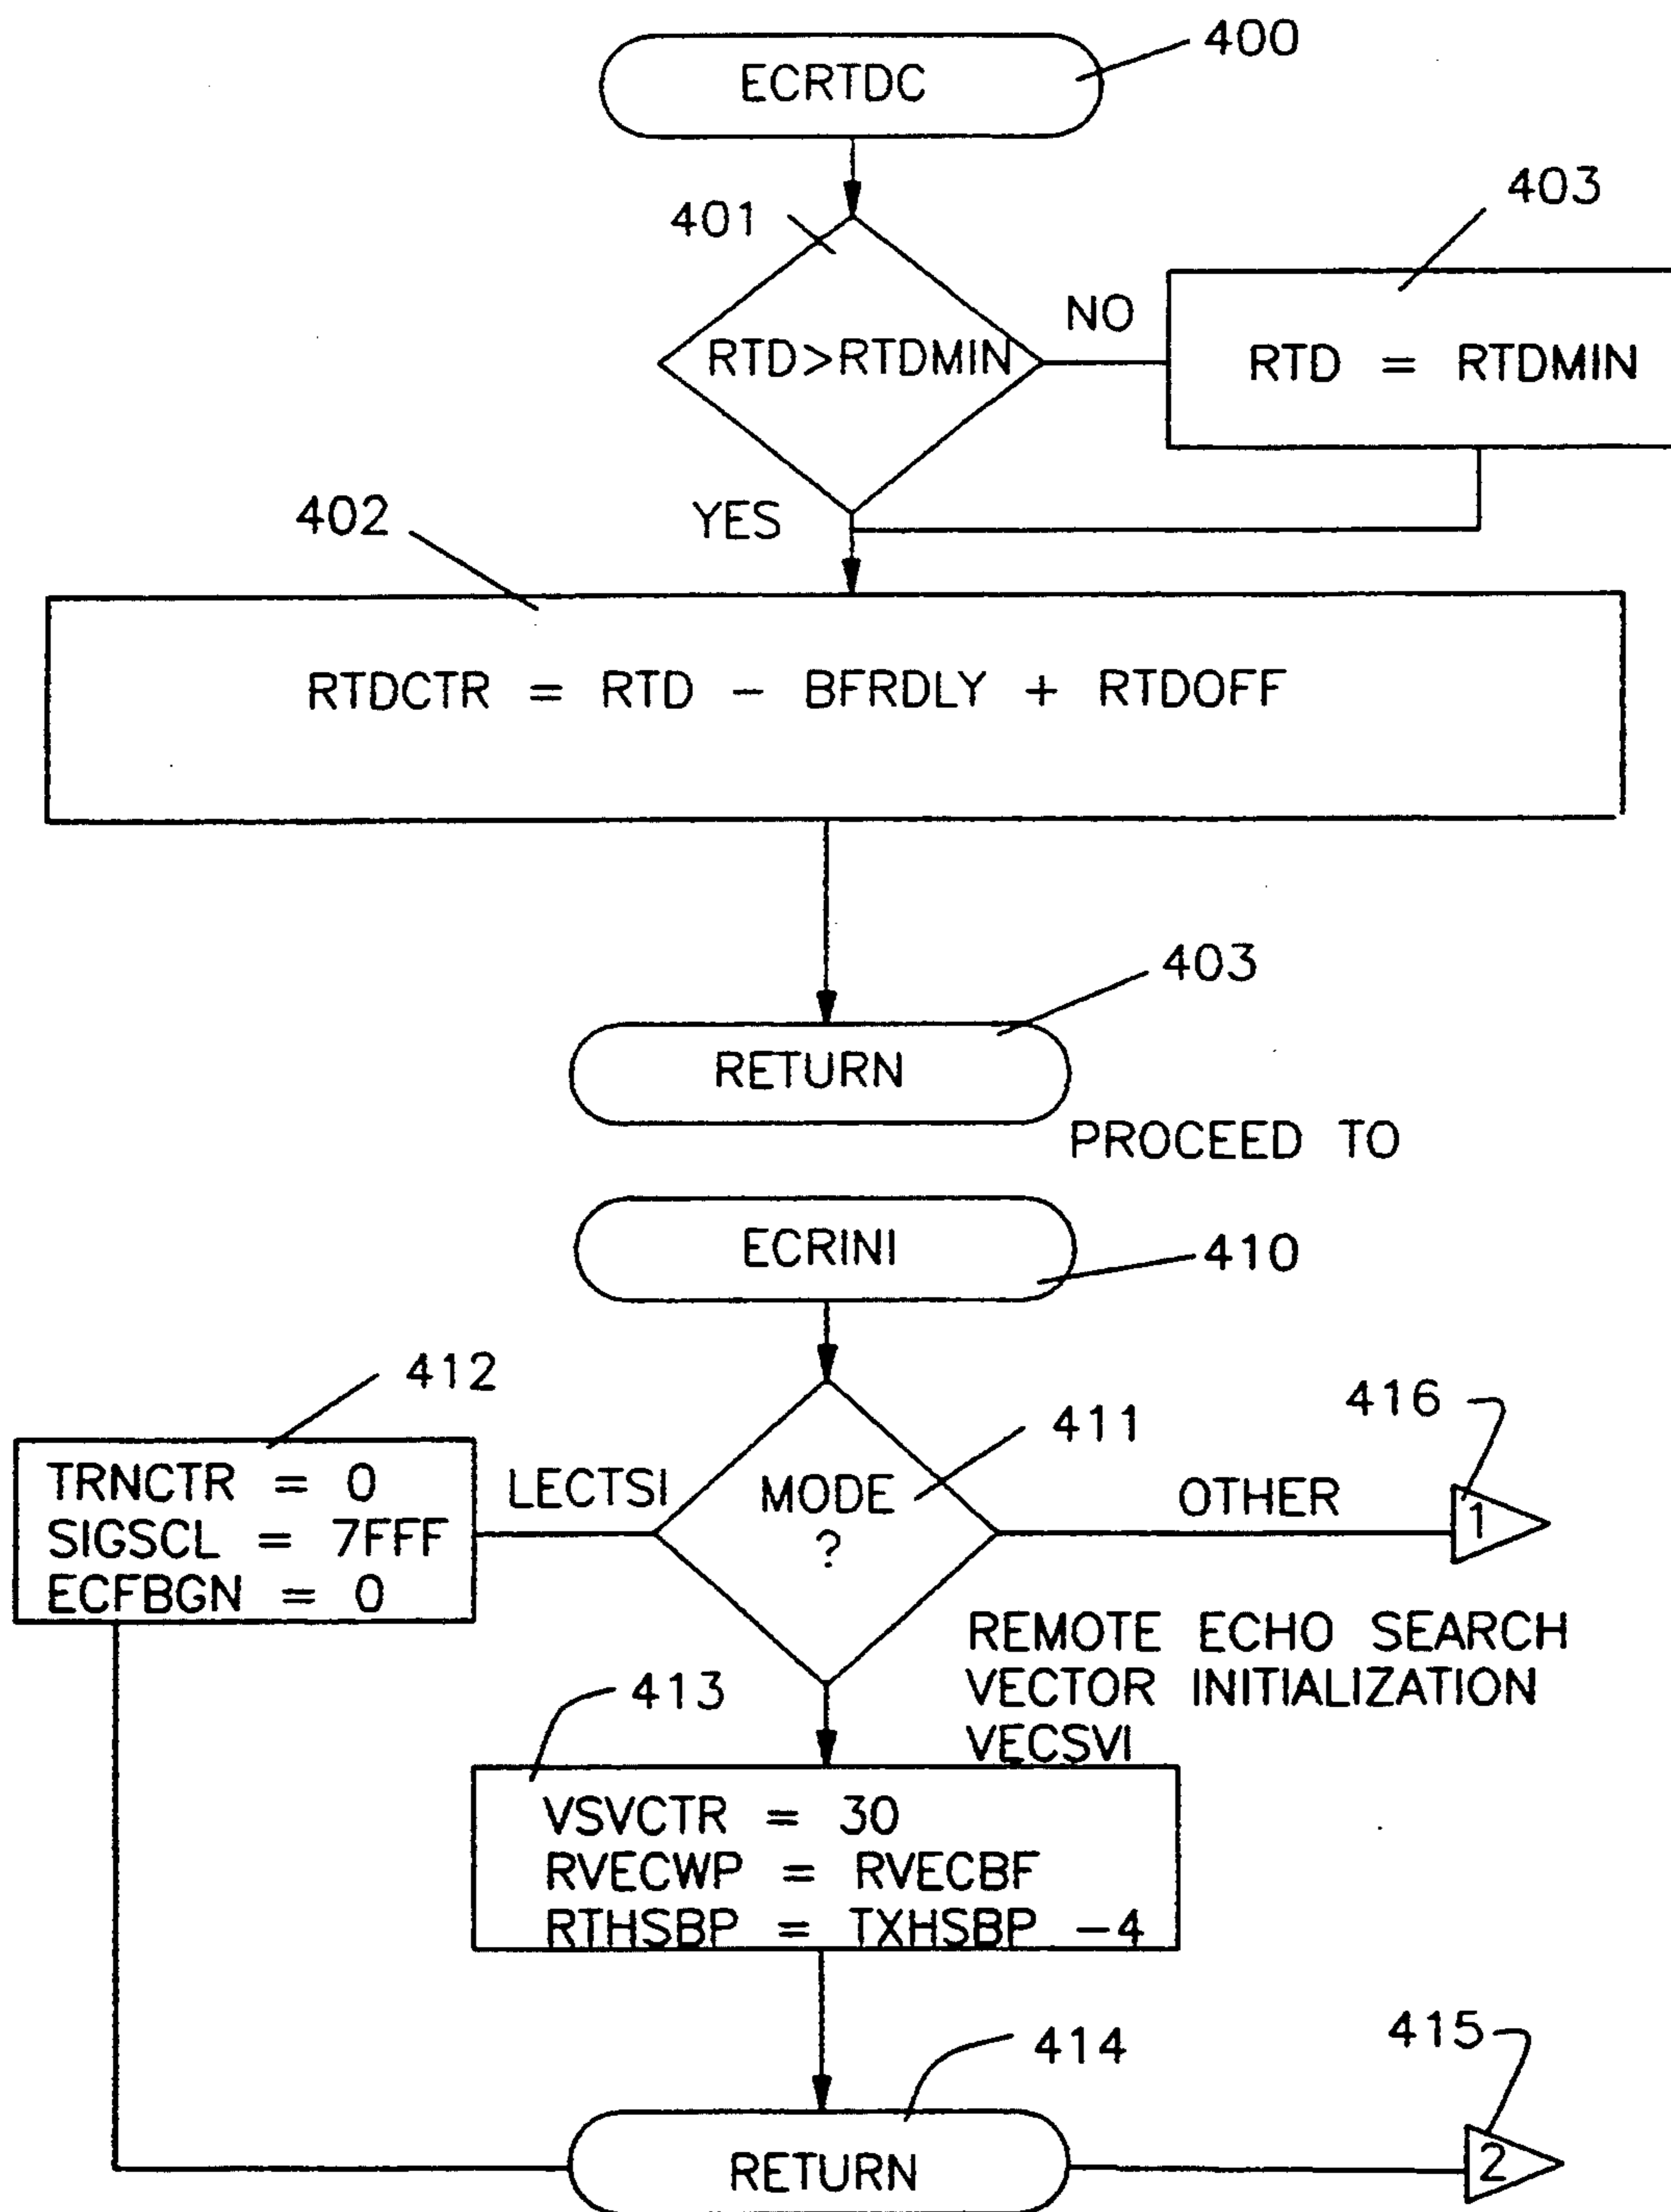 400
ECRTDC
401
403
NO
RTD>RTDMIN
RTD = RTDMIN
402
YES
RTDCTR = RTD - BFRDLY + RTDOFF
403
RETURN
PROCEED TO
ECRINI
410
412
416
411
TRNCTR = 0
SIGSCL = 7FFF
ECFBGN = 0
LECTSI
MODE
?
OTHER
1
REMOTE ECHO SEARCH
VECTOR INITIALIZATION
VECSVI
413
VSVCTR = 30
RVECWP = RVECBF
RTHSBP = TXHSBP -4
414
415
RETURN
2